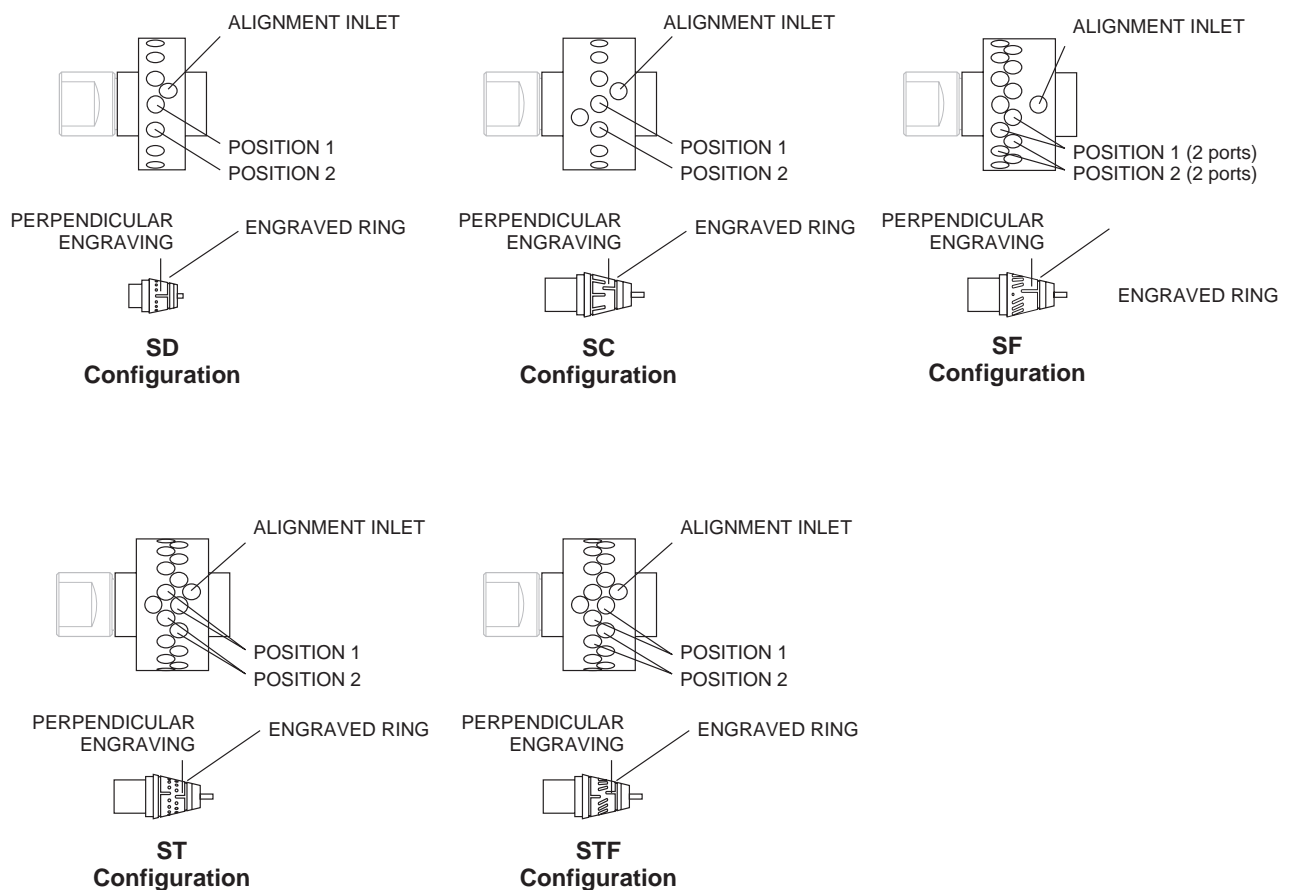 ALIGNMENT INLET
POSITION 1
POSITION 2
PERPENDICULAR
ENGRAVING
ENGRAVED RING
SD
Configuration
ALIGNMENT INLET
POSITION 1
POSITION 2
PERPENDICULAR
ENGRAVING
ENGRAVED RING
SC
Configuration
ALIGNMENT INLET
POSITION 1 (2 ports)
POSITION 2 (2 ports)
PERPENDICULAR
ENGRAVING
ENGRAVED RING
SF
Configuration
ALIGNMENT INLET
POSITION 1
POSITION 2
PERPENDICULAR
ENGRAVING
ENGRAVED RING
ST
Configuration
ALIGNMENT INLET
POSITION 1
POSITION 2
PERPENDICULAR
ENGRAVING
ENGRAVED RING
STF
Configuration